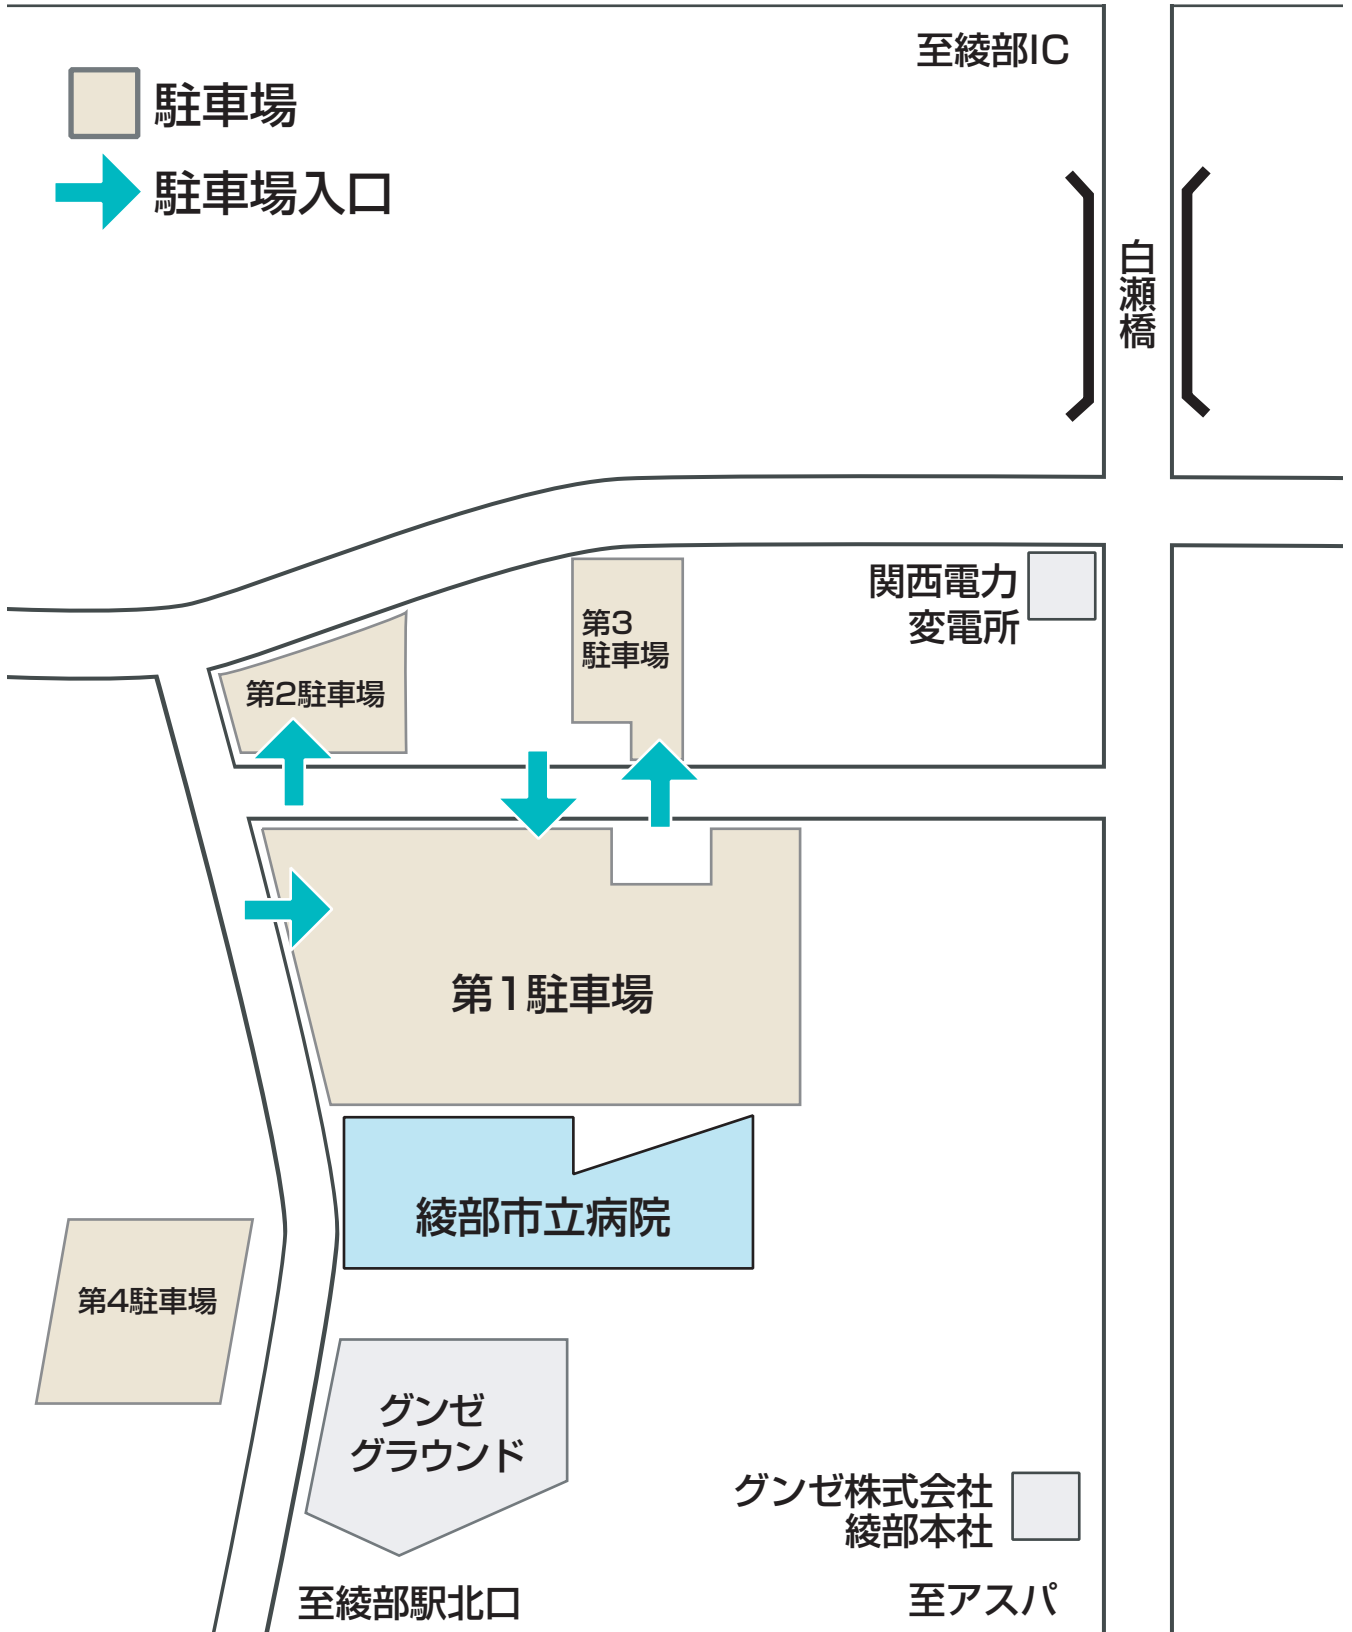 至綾部IC
駐車場
駐車場入口
白瀬橋
関西電力
変電所
第3
駐車場
第2駐車場
第1駐車場
綾部市立病院
第4駐車場
グンゼ
グラウンド
グンゼ株式会社
綾部本社
至綾部駅北口
至アスパ